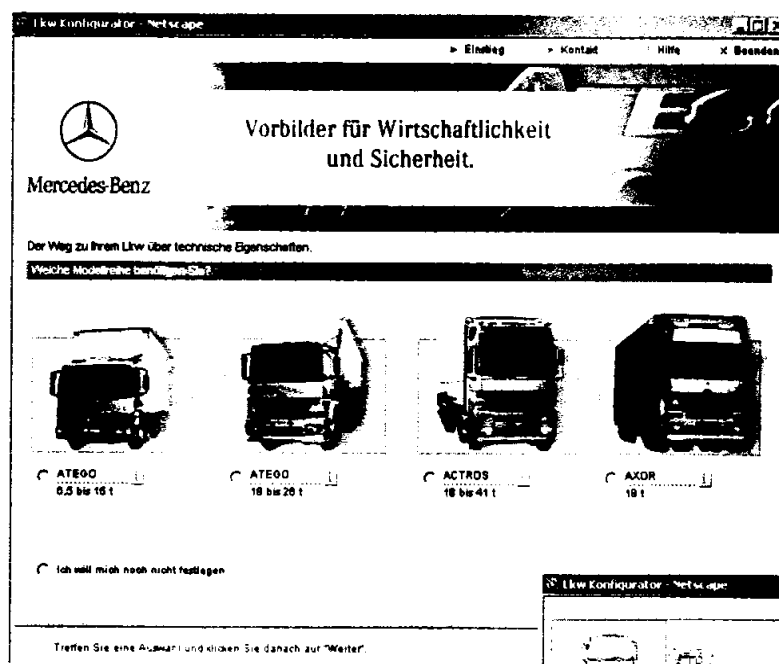 Lkw Konfigurator - Netscape
Einstieg Kontakt Hilfe X Beenden
Vorbilder für Wirtschaftlichkeit
und Sicherheit.
Mercedes-Benz
Der Weg zu Ihrem Lkw über technische Eigenschaften.
Welche Modellreihe benötigen Sie?
ATEGO i ATEGO i ACTROS i AXOR i
6,5 bis 15 t 18 bis 26 t 18 bis 41 t 18 t
Ich will mich noch nicht festlegen
Lkw Konfigurator - Netscape
Treffen Sie eine Auswahl und klicken Sie danach auf "Weiter".